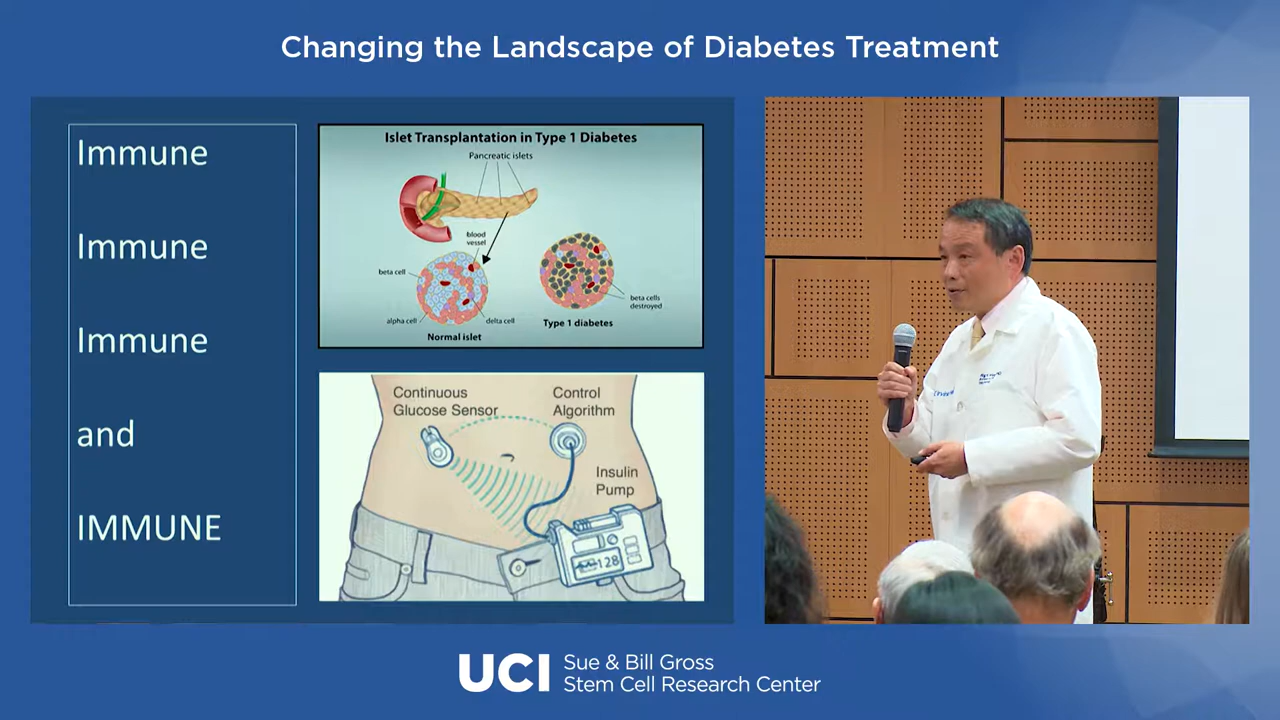 Changing the Landscape of Diabetes Treatment
Immune
Immune
Immune
and
IMMUNE
Islet Transplantation in Type 1 Diabetes
Pancreatic islets
blood
vessel
beta cell
alpha cell
delta cell
Normal islet
beta cells
destroyed
Type 1 diabetes
Continuous
Glucose Sensor
Control
Algorithm
Insulin
Pump
128
UCI
Sue & Bill Gross
Stem Cell Research Center